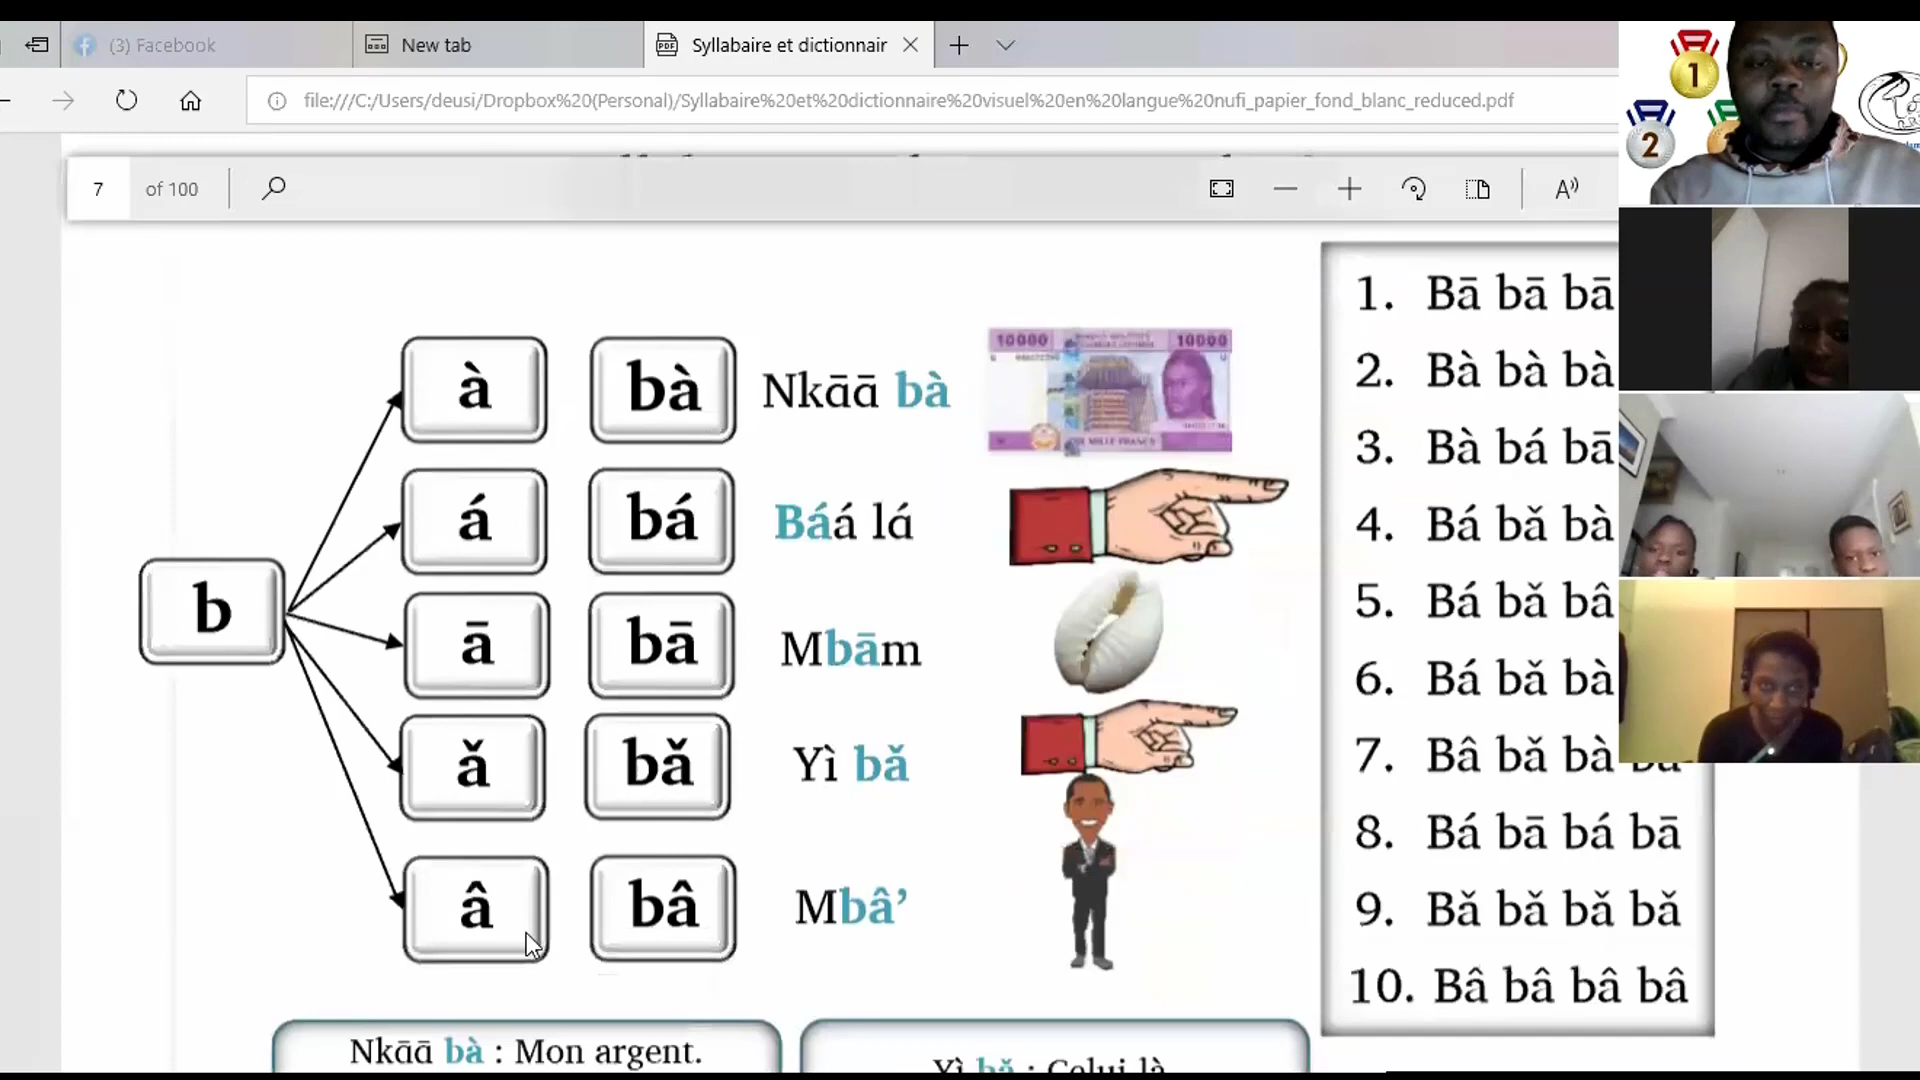 (3) Facebook
New tab
Syllabaire et dictionnair
file:///C:/Users/deusi/Dropbox%20(Personal)/Syllabaire%20et%20dictionnaire%20visuel%20en%20langue%20nufi_papier_fond_blanc_reduced.pdf
7 of 100
b
à bà Nkāā bà
10000 10000
á bá Báá lá
ā bā Mbām
ǎ bǎ Yì bǎ
â bâ Mbâ’
1. Bā bā bā
2. Bà bà bà
3. Bà bá bā
4. Bá bǎ bà
5. Bá bǎ bâ
6. Bá bǎ bà
7. Bâ bǎ bà
8. Bá bā bá bā
9. Bǎ bǎ bǎ bǎ
10. Bâ bâ bâ bâ
Nkāā bà : Mon argent.
Yì bǎ : Celui là
1
2